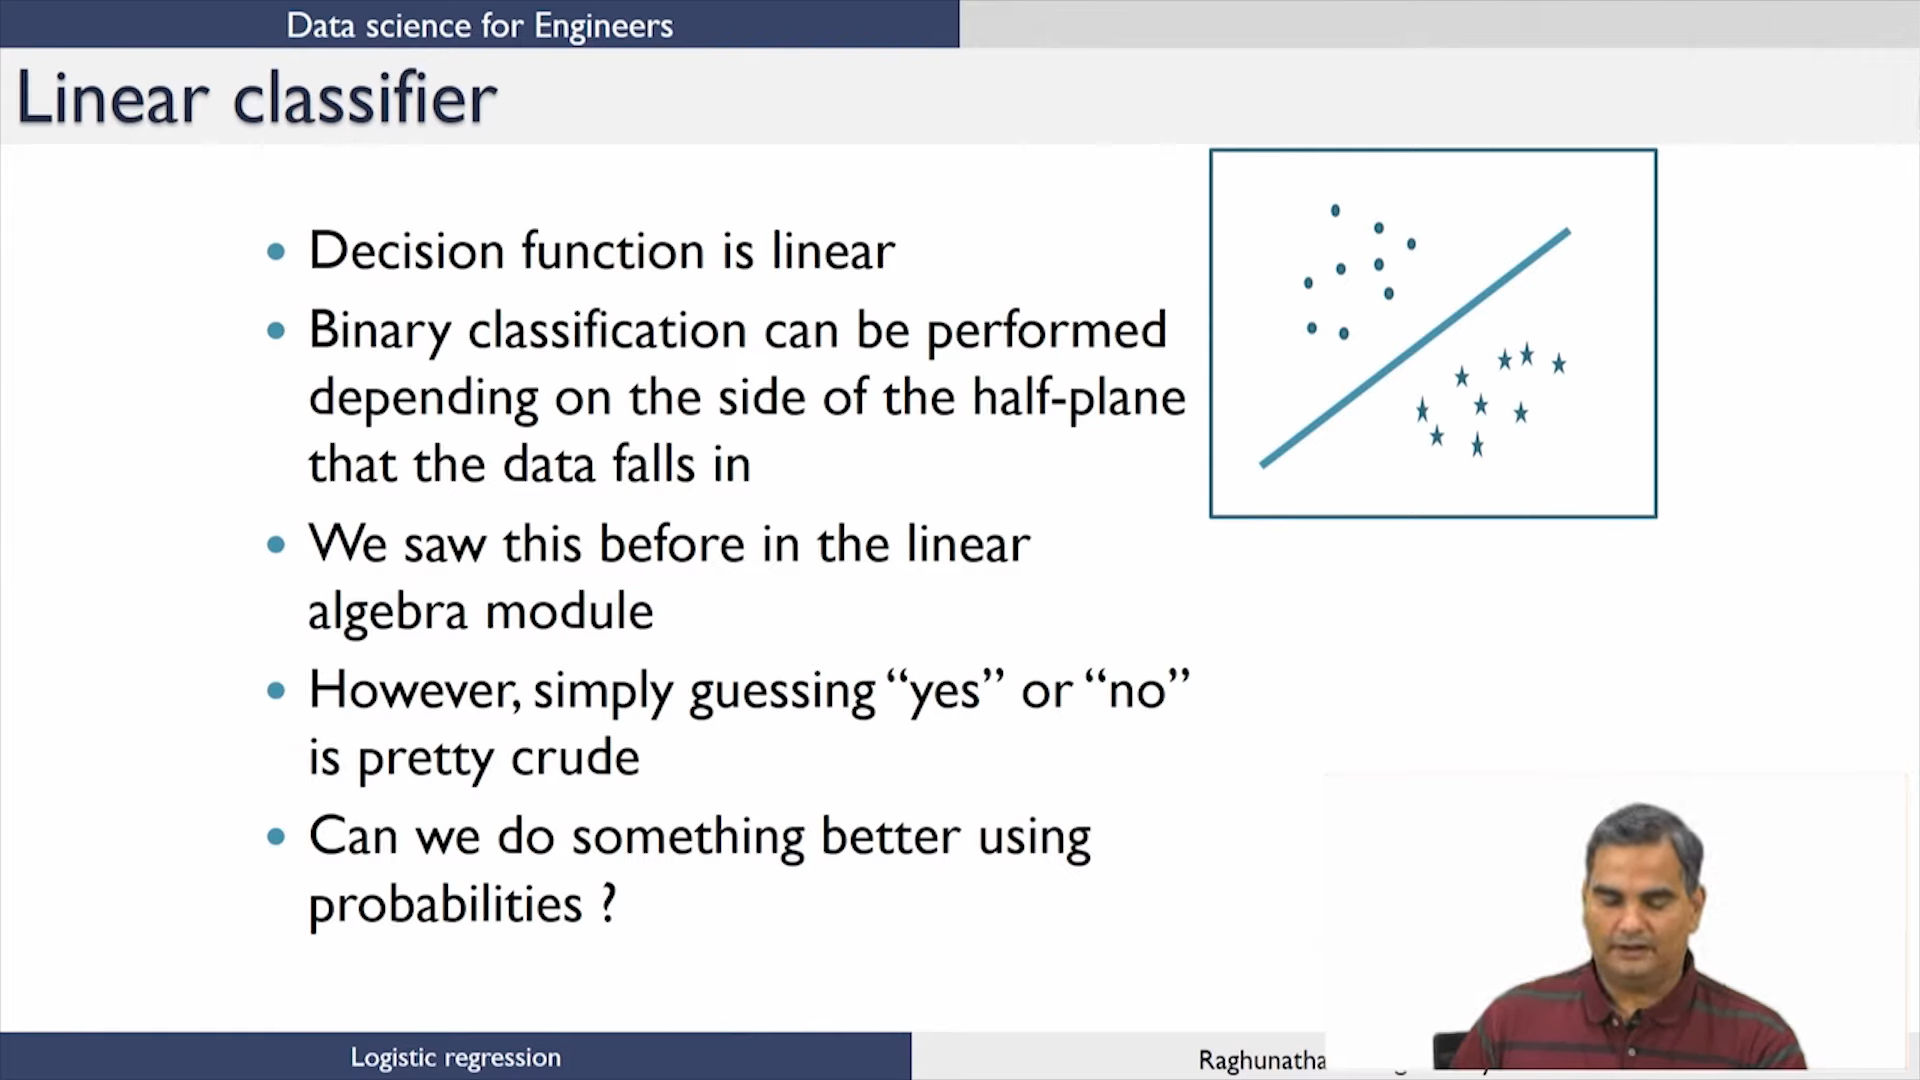 Data science for Engineers
Linear classifier
• Decision function is linear
• Binary classification can be performed
depending on the side of the half-plane
that the data falls in
• We saw this before in the linear
algebra module
• However, simply guessing “yes” or “no”
is pretty crude
• Can we do something better using
probabilities ?
Logistic regression